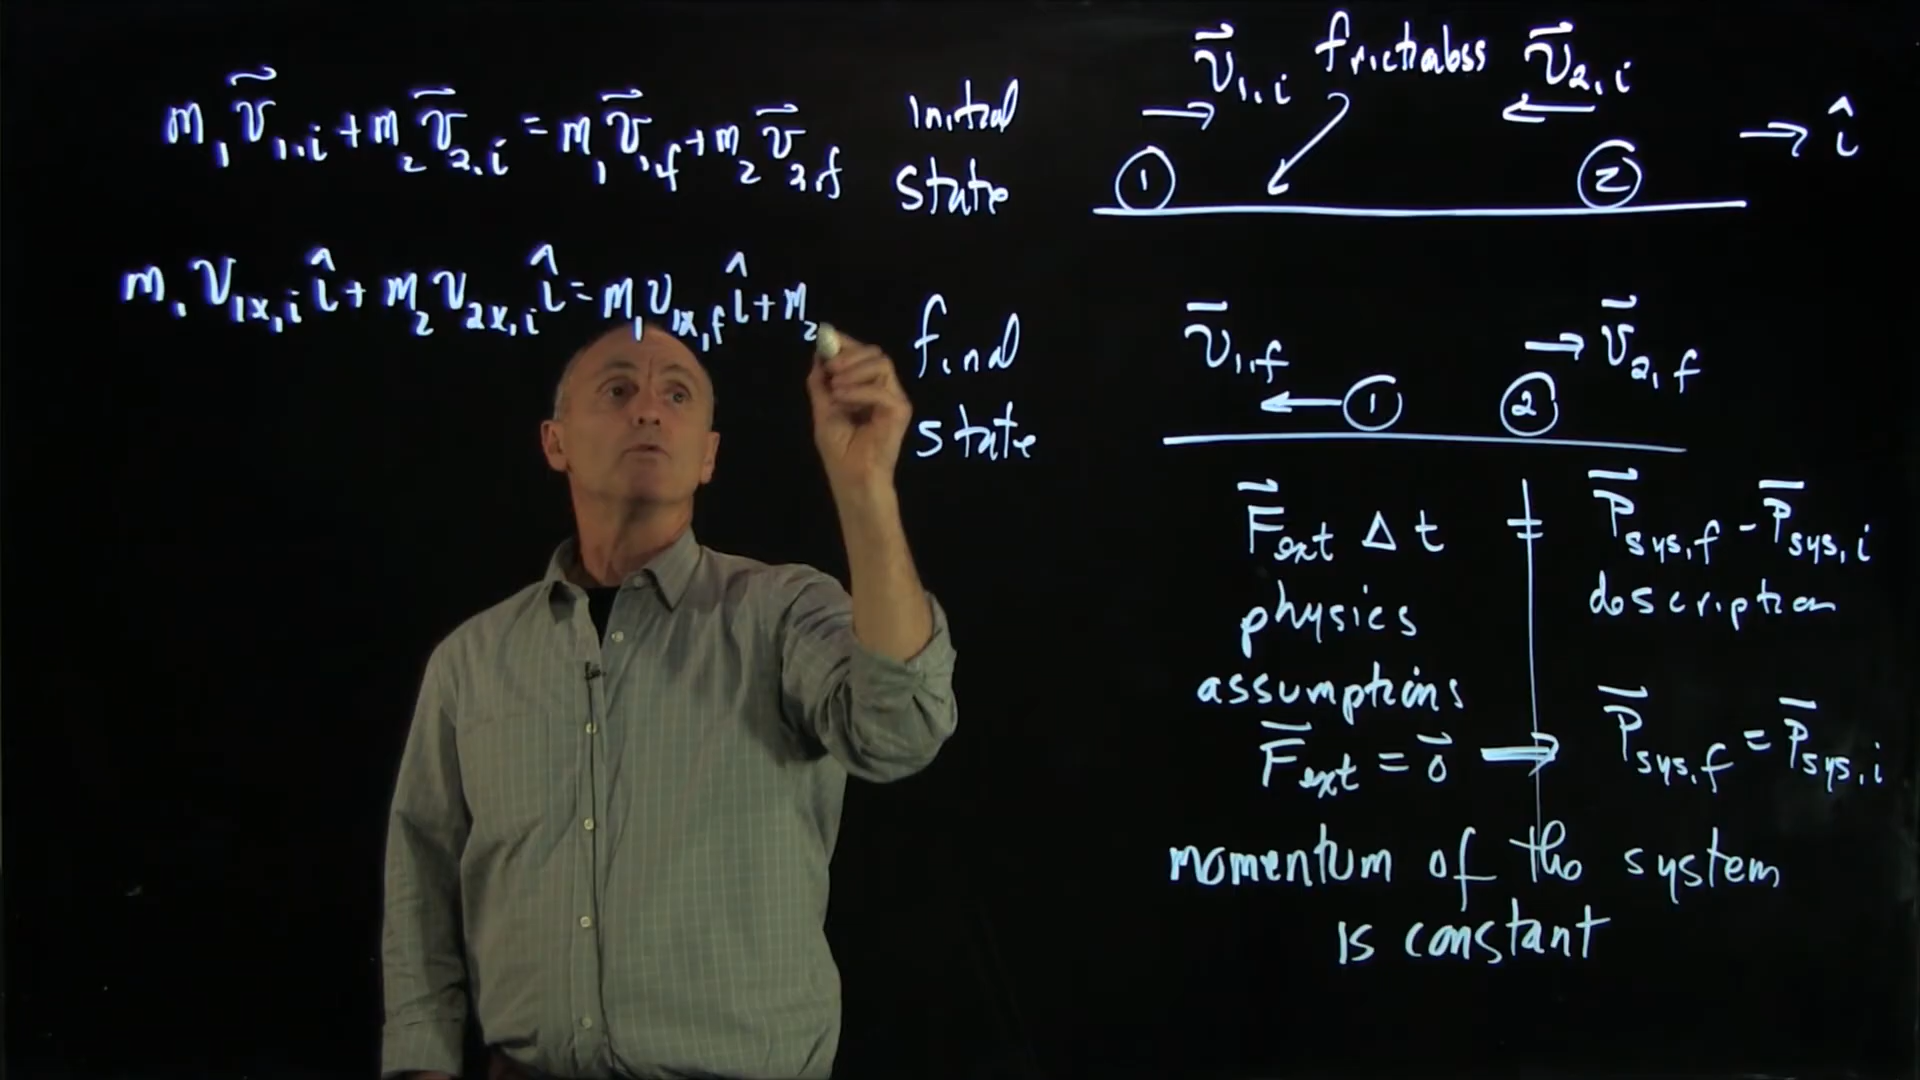 m₁v⃗₁,ᵢ + m₂v⃗₂,ᵢ = m₁v⃗₁,f + m₂v⃗₂,f
m₁v₁ₓ,ᵢ î + m₂v₂ₓ,ᵢ î = m₁v₁ₓ,f î + m₂
initial
state
final
state
v⃗₁,ᵢ frictionless v⃗₂,ᵢ
→ ← → î
1 2
v⃗₁,f → v⃗₂,f
← 1 2
F⃗ext Δt = P⃗sys,f - P⃗sys,i
physics description
assumptions
F⃗ext = 0⃗ → P⃗sys,f = P⃗sys,i
momentum of the system
is constant